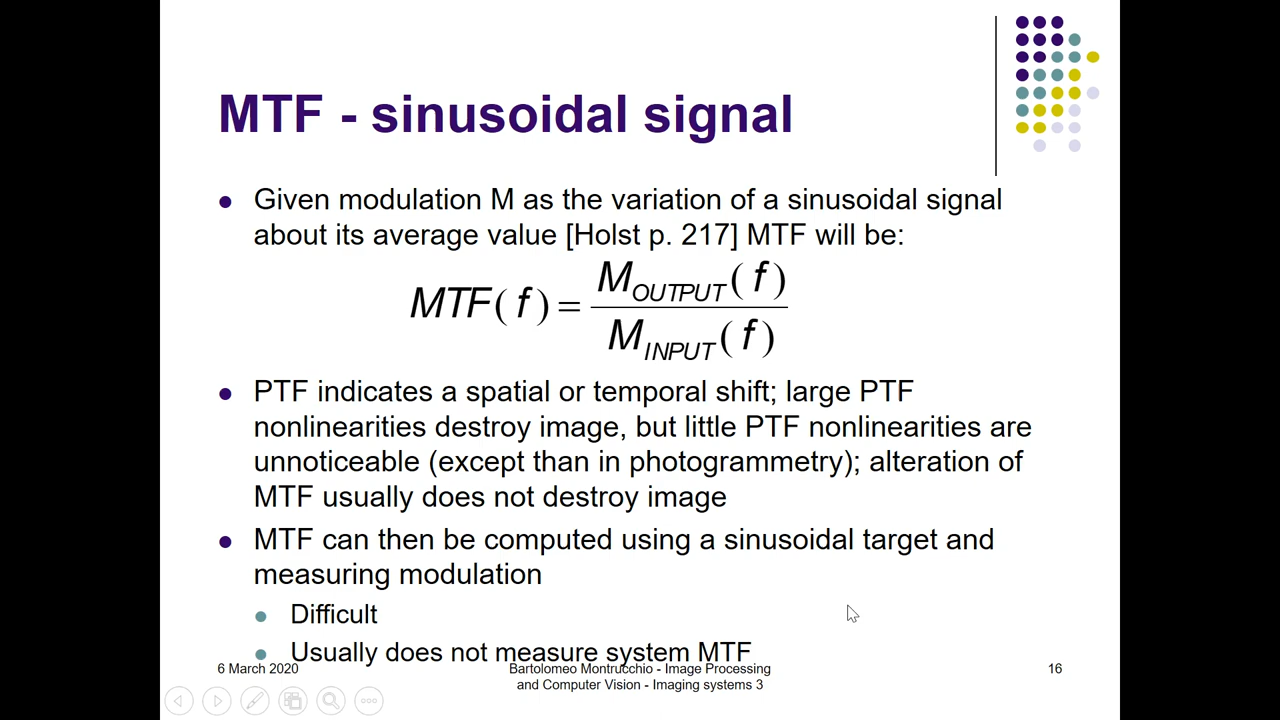 MTF - sinusoidal signal
Given modulation M as the variation of a sinusoidal signal
about its average value [Holst p. 217] MTF will be:
MTF(f) = M_OUTPUT(f) / M_INPUT(f)
PTF indicates a spatial or temporal shift; large PTF
nonlinearities destroy image, but little PTF nonlinearities are
unnoticeable (except than in photogrammetry); alteration of
MTF usually does not destroy image
MTF can then be computed using a sinusoidal target and
measuring modulation
Difficult
Usually does not measure system MTF
6 March 2020
Bartolomeo Montrucchio - Image Processing
and Computer Vision - Imaging systems 3
16